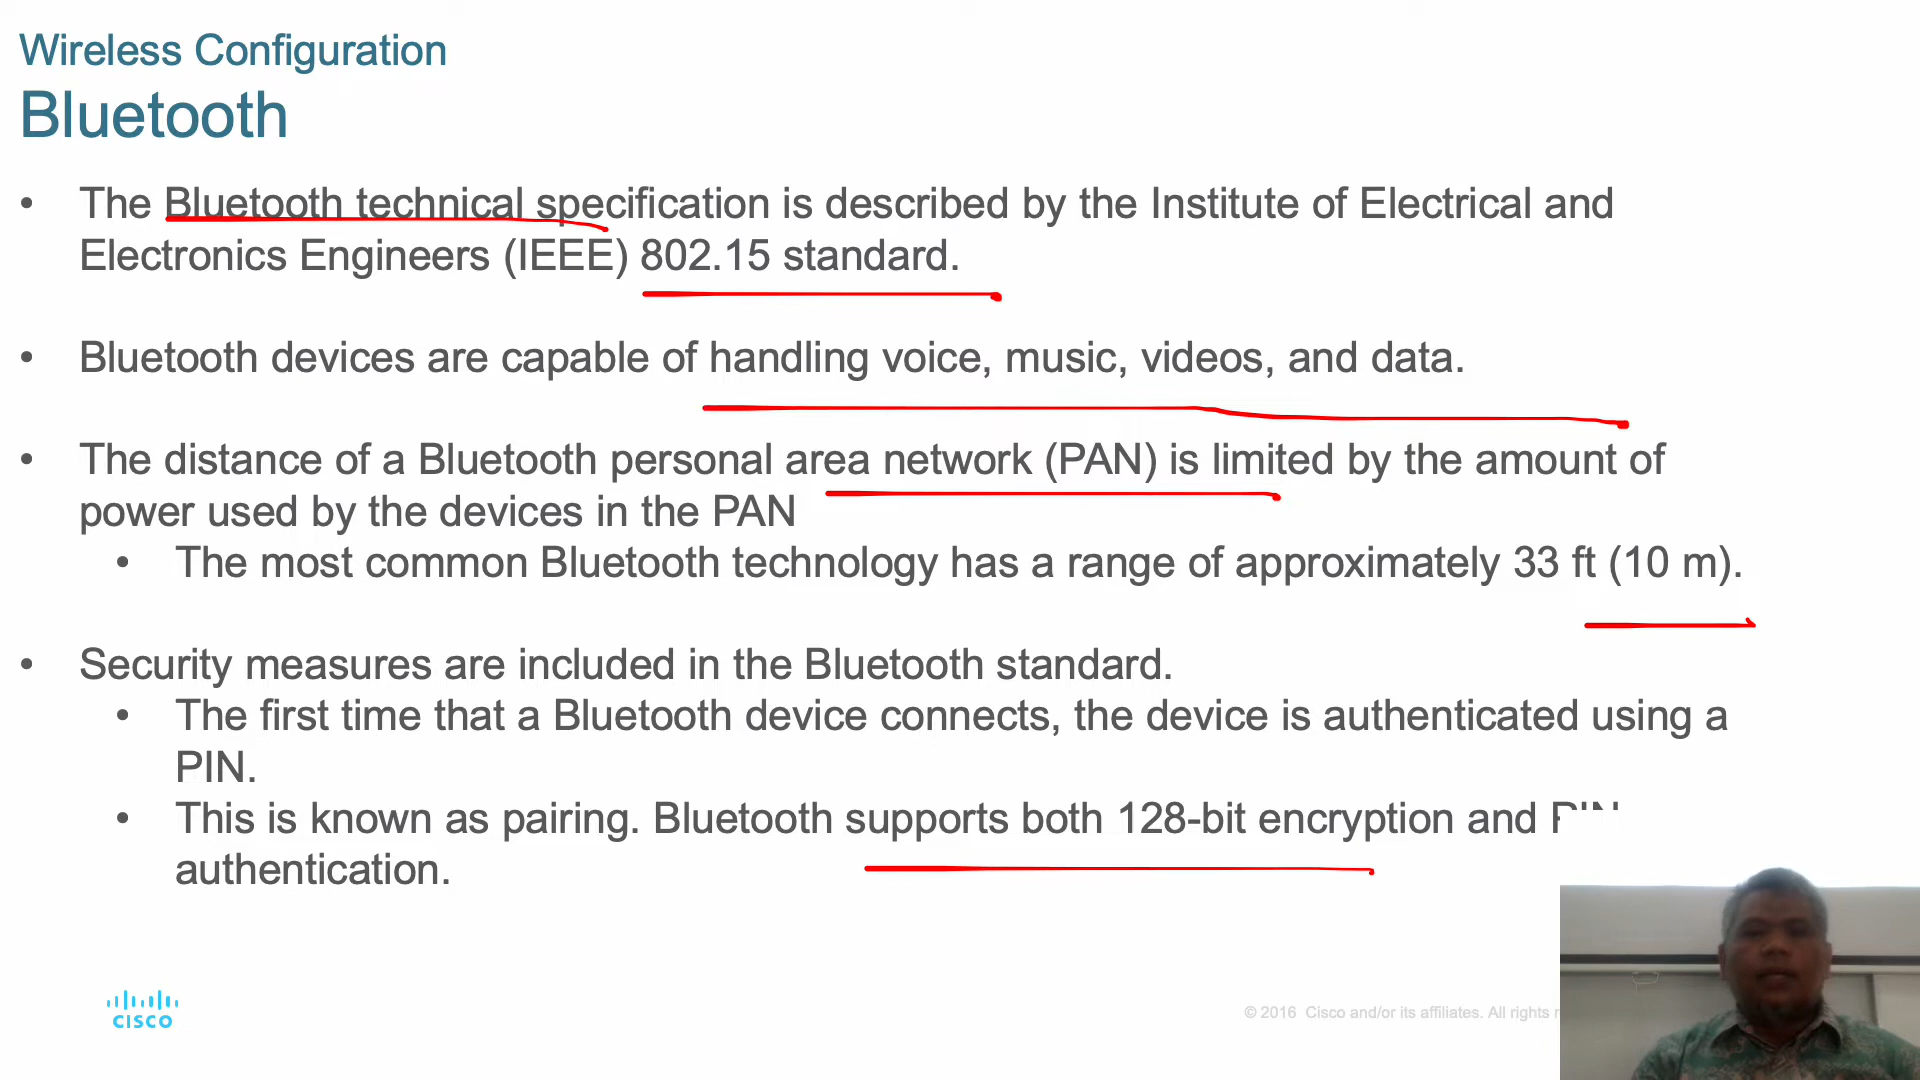 Wireless Configuration
Bluetooth
• The Bluetooth technical specification is described by the Institute of Electrical and
Electronics Engineers (IEEE) 802.15 standard.
• Bluetooth devices are capable of handling voice, music, videos, and data.
• The distance of a Bluetooth personal area network (PAN) is limited by the amount of
power used by the devices in the PAN
• The most common Bluetooth technology has a range of approximately 33 ft (10 m).
• Security measures are included in the Bluetooth standard.
• The first time that a Bluetooth device connects, the device is authenticated using a
PIN.
• This is known as pairing. Bluetooth supports both 128-bit encryption and PIN
authentication.
CISCO
© 2016 Cisco and/or its affiliates. All rights